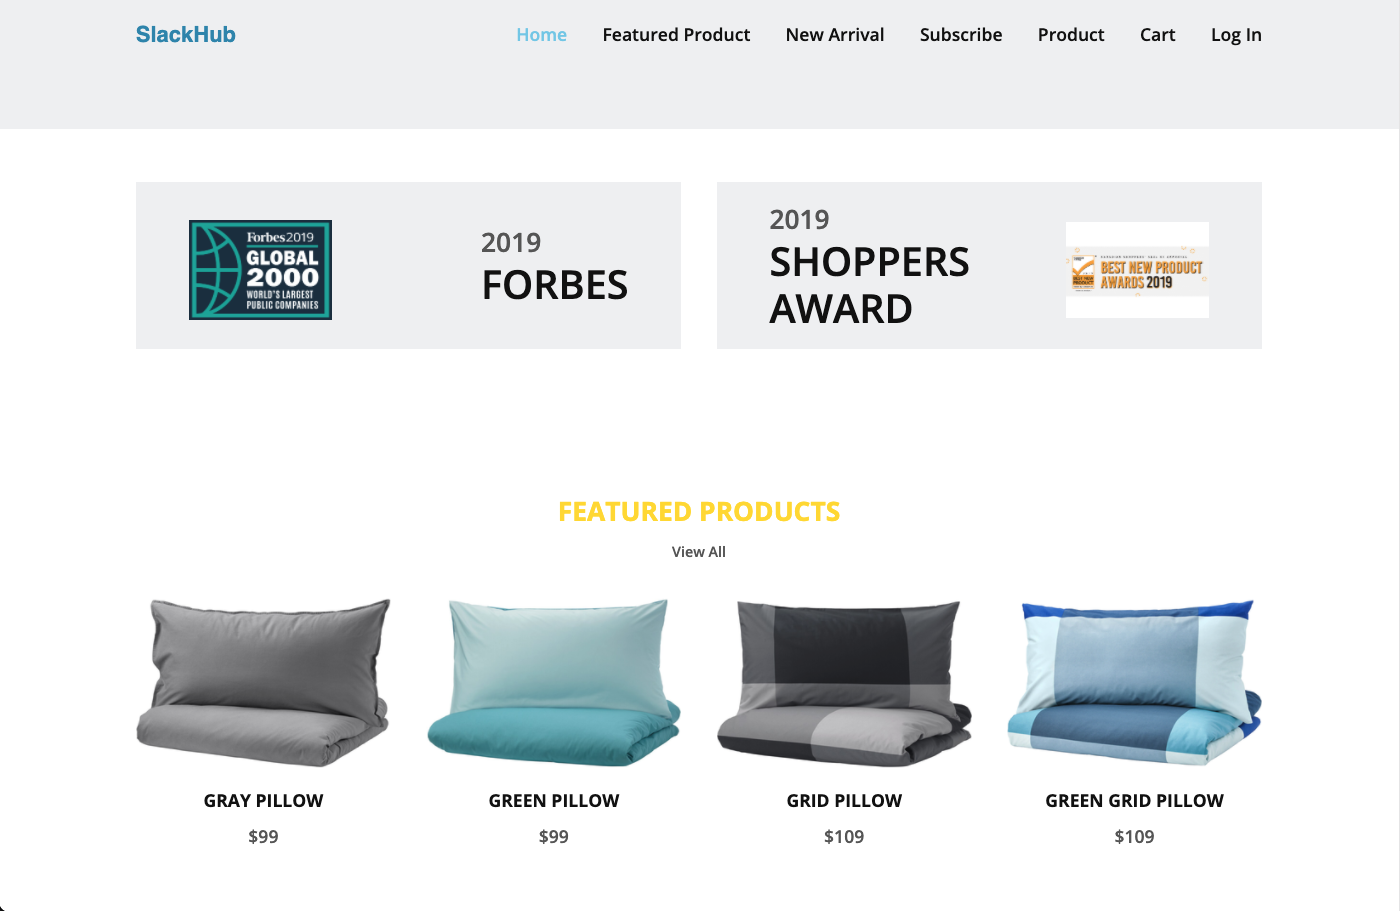 SlackHub
Home
Featured Product
New Arrival
Subscribe
Product
Cart
Log In
Forbes2019
GLOBAL
2000
WORLD'S LARGEST
PUBLIC COMPANIES
2019
FORBES
2019
SHOPPERS
AWARD
BEST NEW PRODUCT
AWARDS 2019
FEATURED PRODUCTS
View All
GRAY PILLOW
$99
GREEN PILLOW
$99
GRID PILLOW
$109
GREEN GRID PILLOW
$109